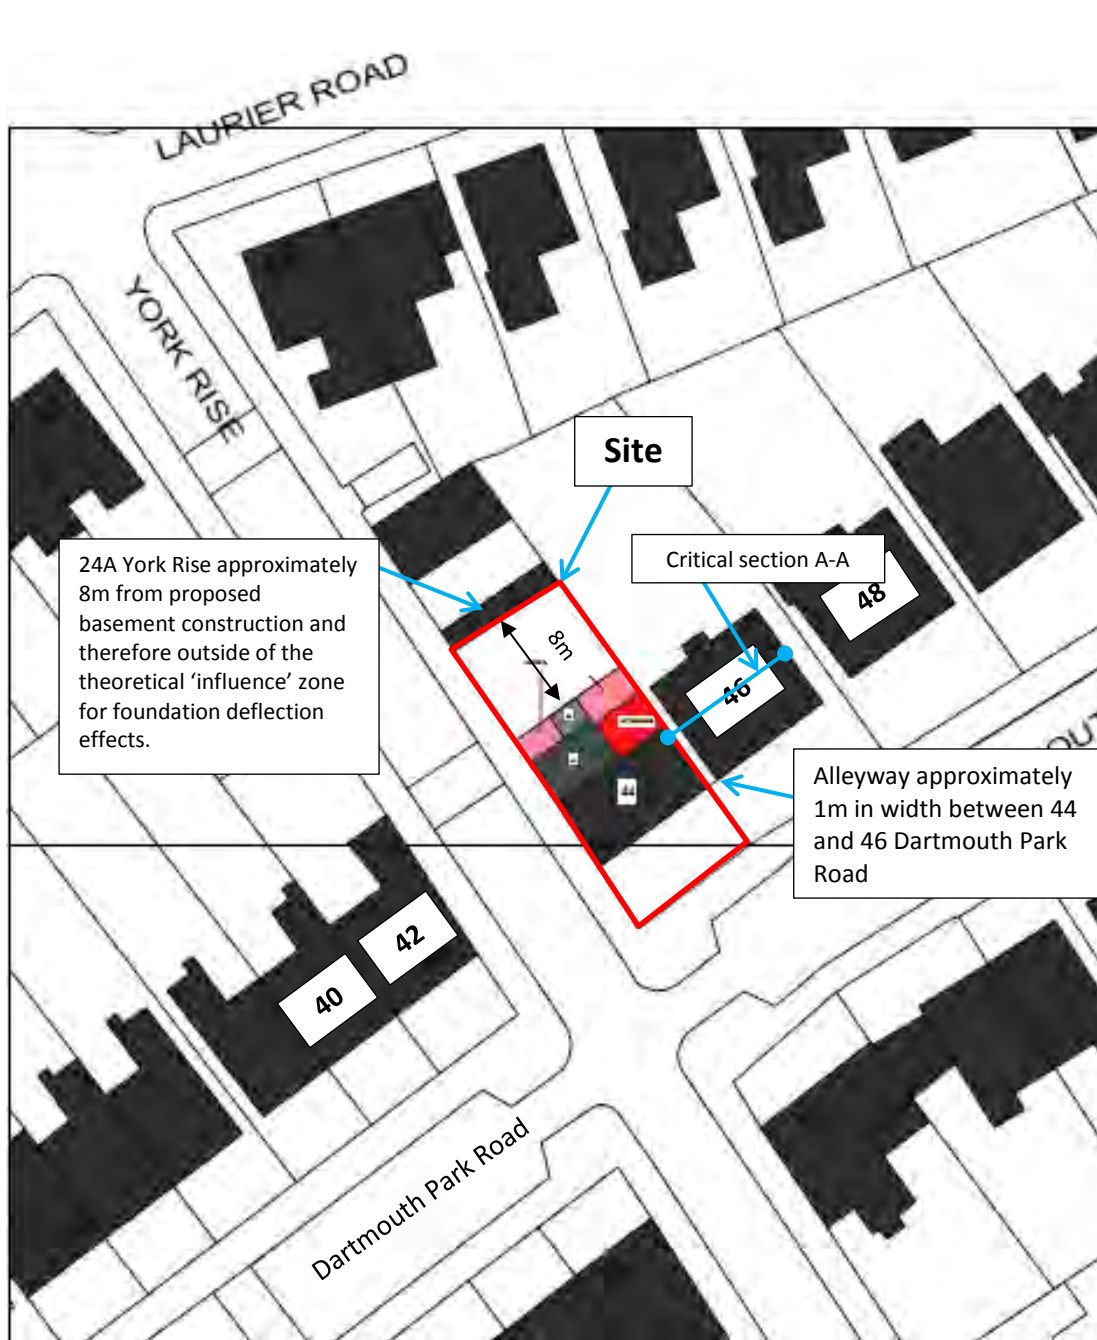 LAURIER ROAD
YORK RISE
Site
Critical section A-A
24A York Rise approximately
8m from proposed
basement construction and
therefore outside of the
theoretical ‘influence’ zone
for foundation deflection
effects.
8m
48
46
44
Alleyway approximately
1m in width between 44
and 46 Dartmouth Park
Road
42
40
Dartmouth Park Road